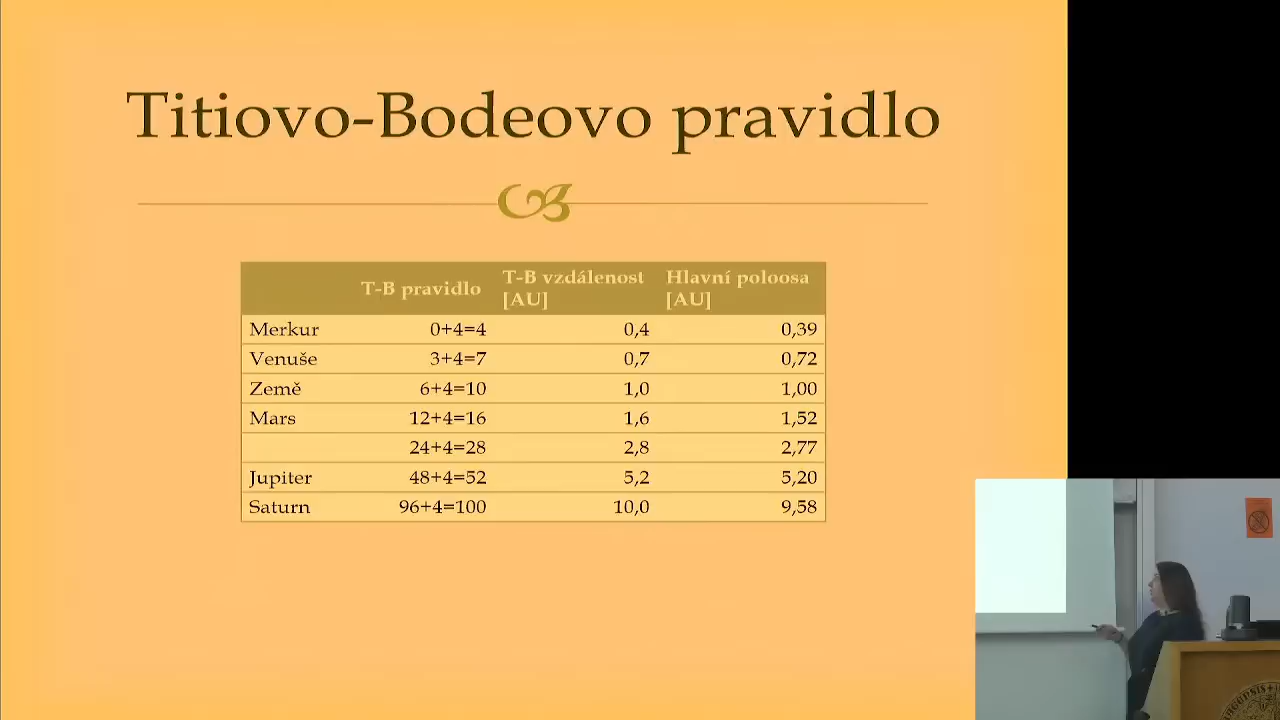 Titiovo-Bodeovo pravidlo
T-B pravidlo T-B vzdálenost [AU] Hlavní poloosa [AU]
Merkur 0+4=4 0,4 0,39
Venuše 3+4=7 0,7 0,72
Země 6+4=10 1,0 1,00
Mars 12+4=16 1,6 1,52
24+4=28 2,8 2,77
Jupiter 48+4=52 5,2 5,20
Saturn 96+4=100 10,0 9,58